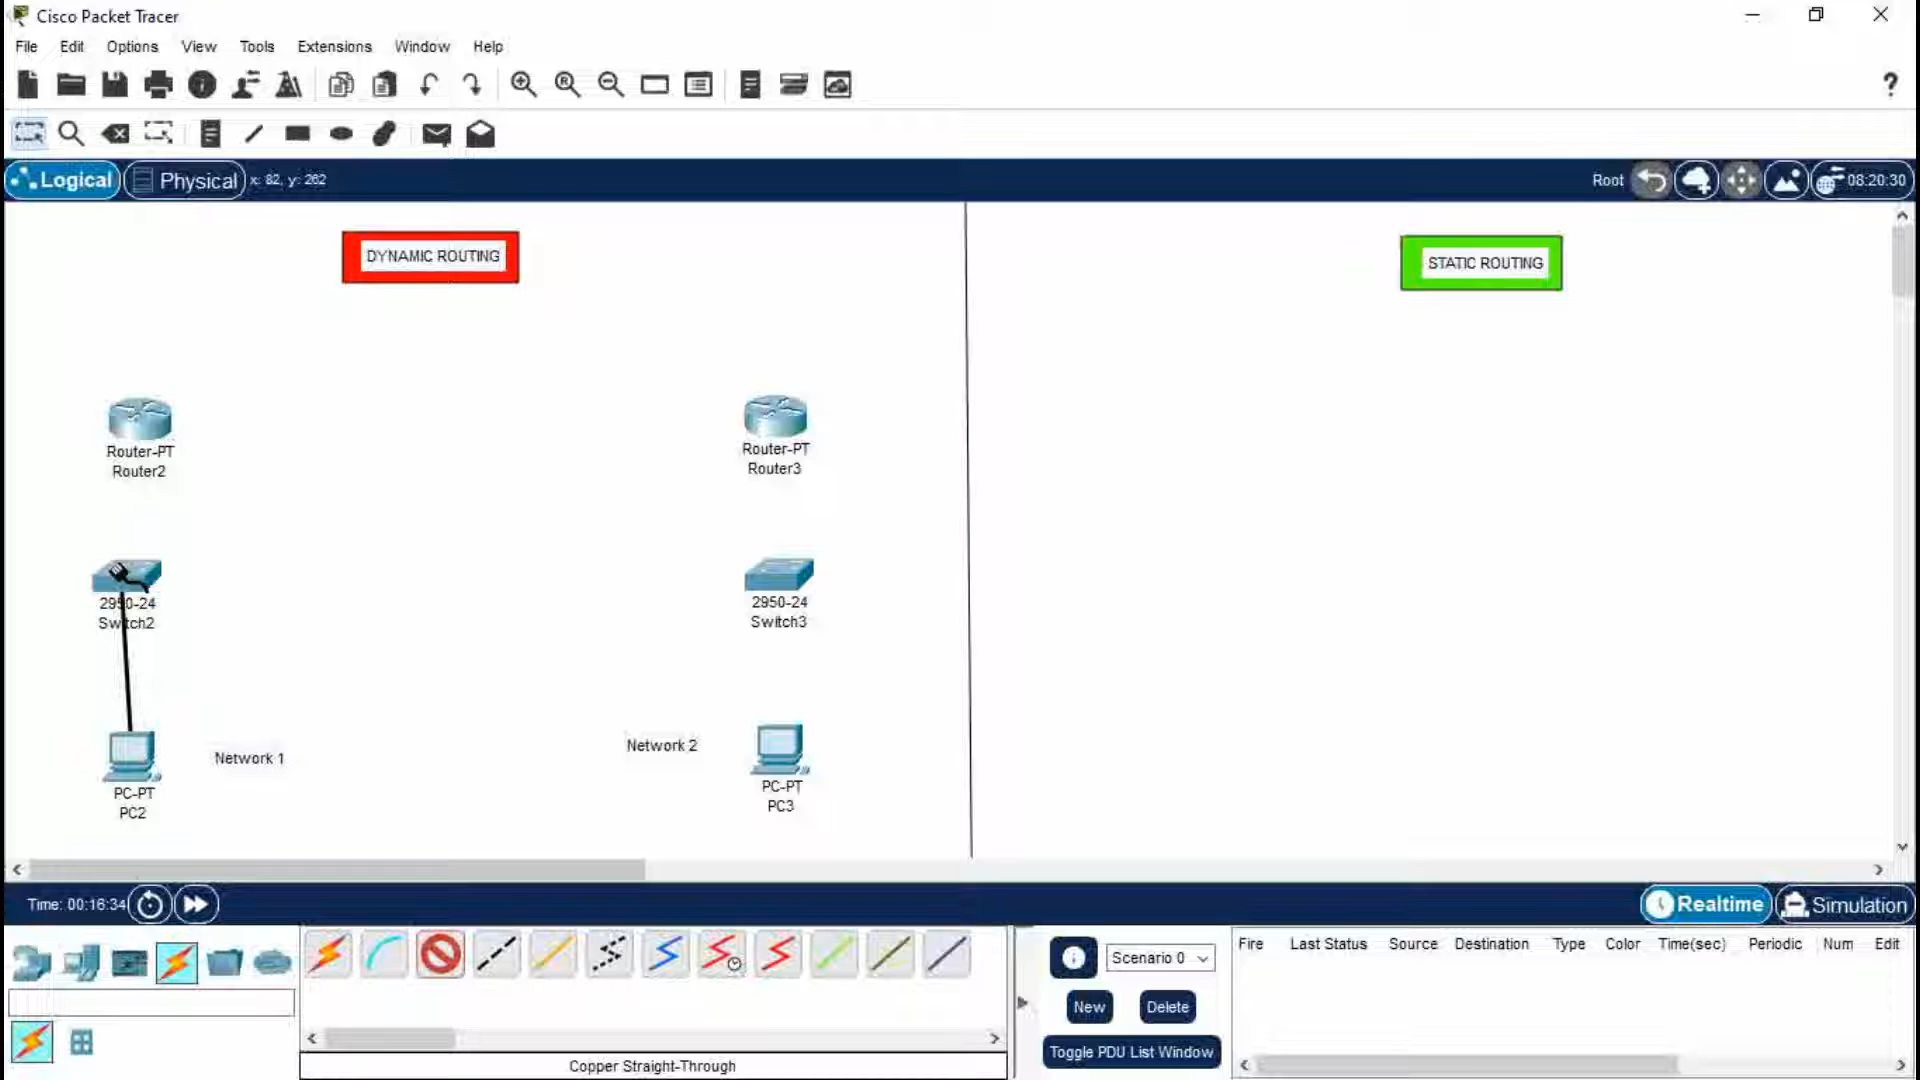 Cisco Packet Tracer
File Edit Options View Tools Extensions Window Help
Logical Physical x: 82, y: 262 Root 08:20:30
DYNAMIC ROUTING
STATIC ROUTING
Router-PT
Router2
Router-PT
Router3
2950-24
Switch2
2950-24
Switch3
Network 1
Network 2
PC-PT
PC2
PC-PT
PC3
Time: 00:16:34 Realtime Simulation
Scenario 0
New Delete
Toggle PDU List Window
Fire Last Status Source Destination Type Color Time(sec) Periodic Num Edit
Copper Straight-Through